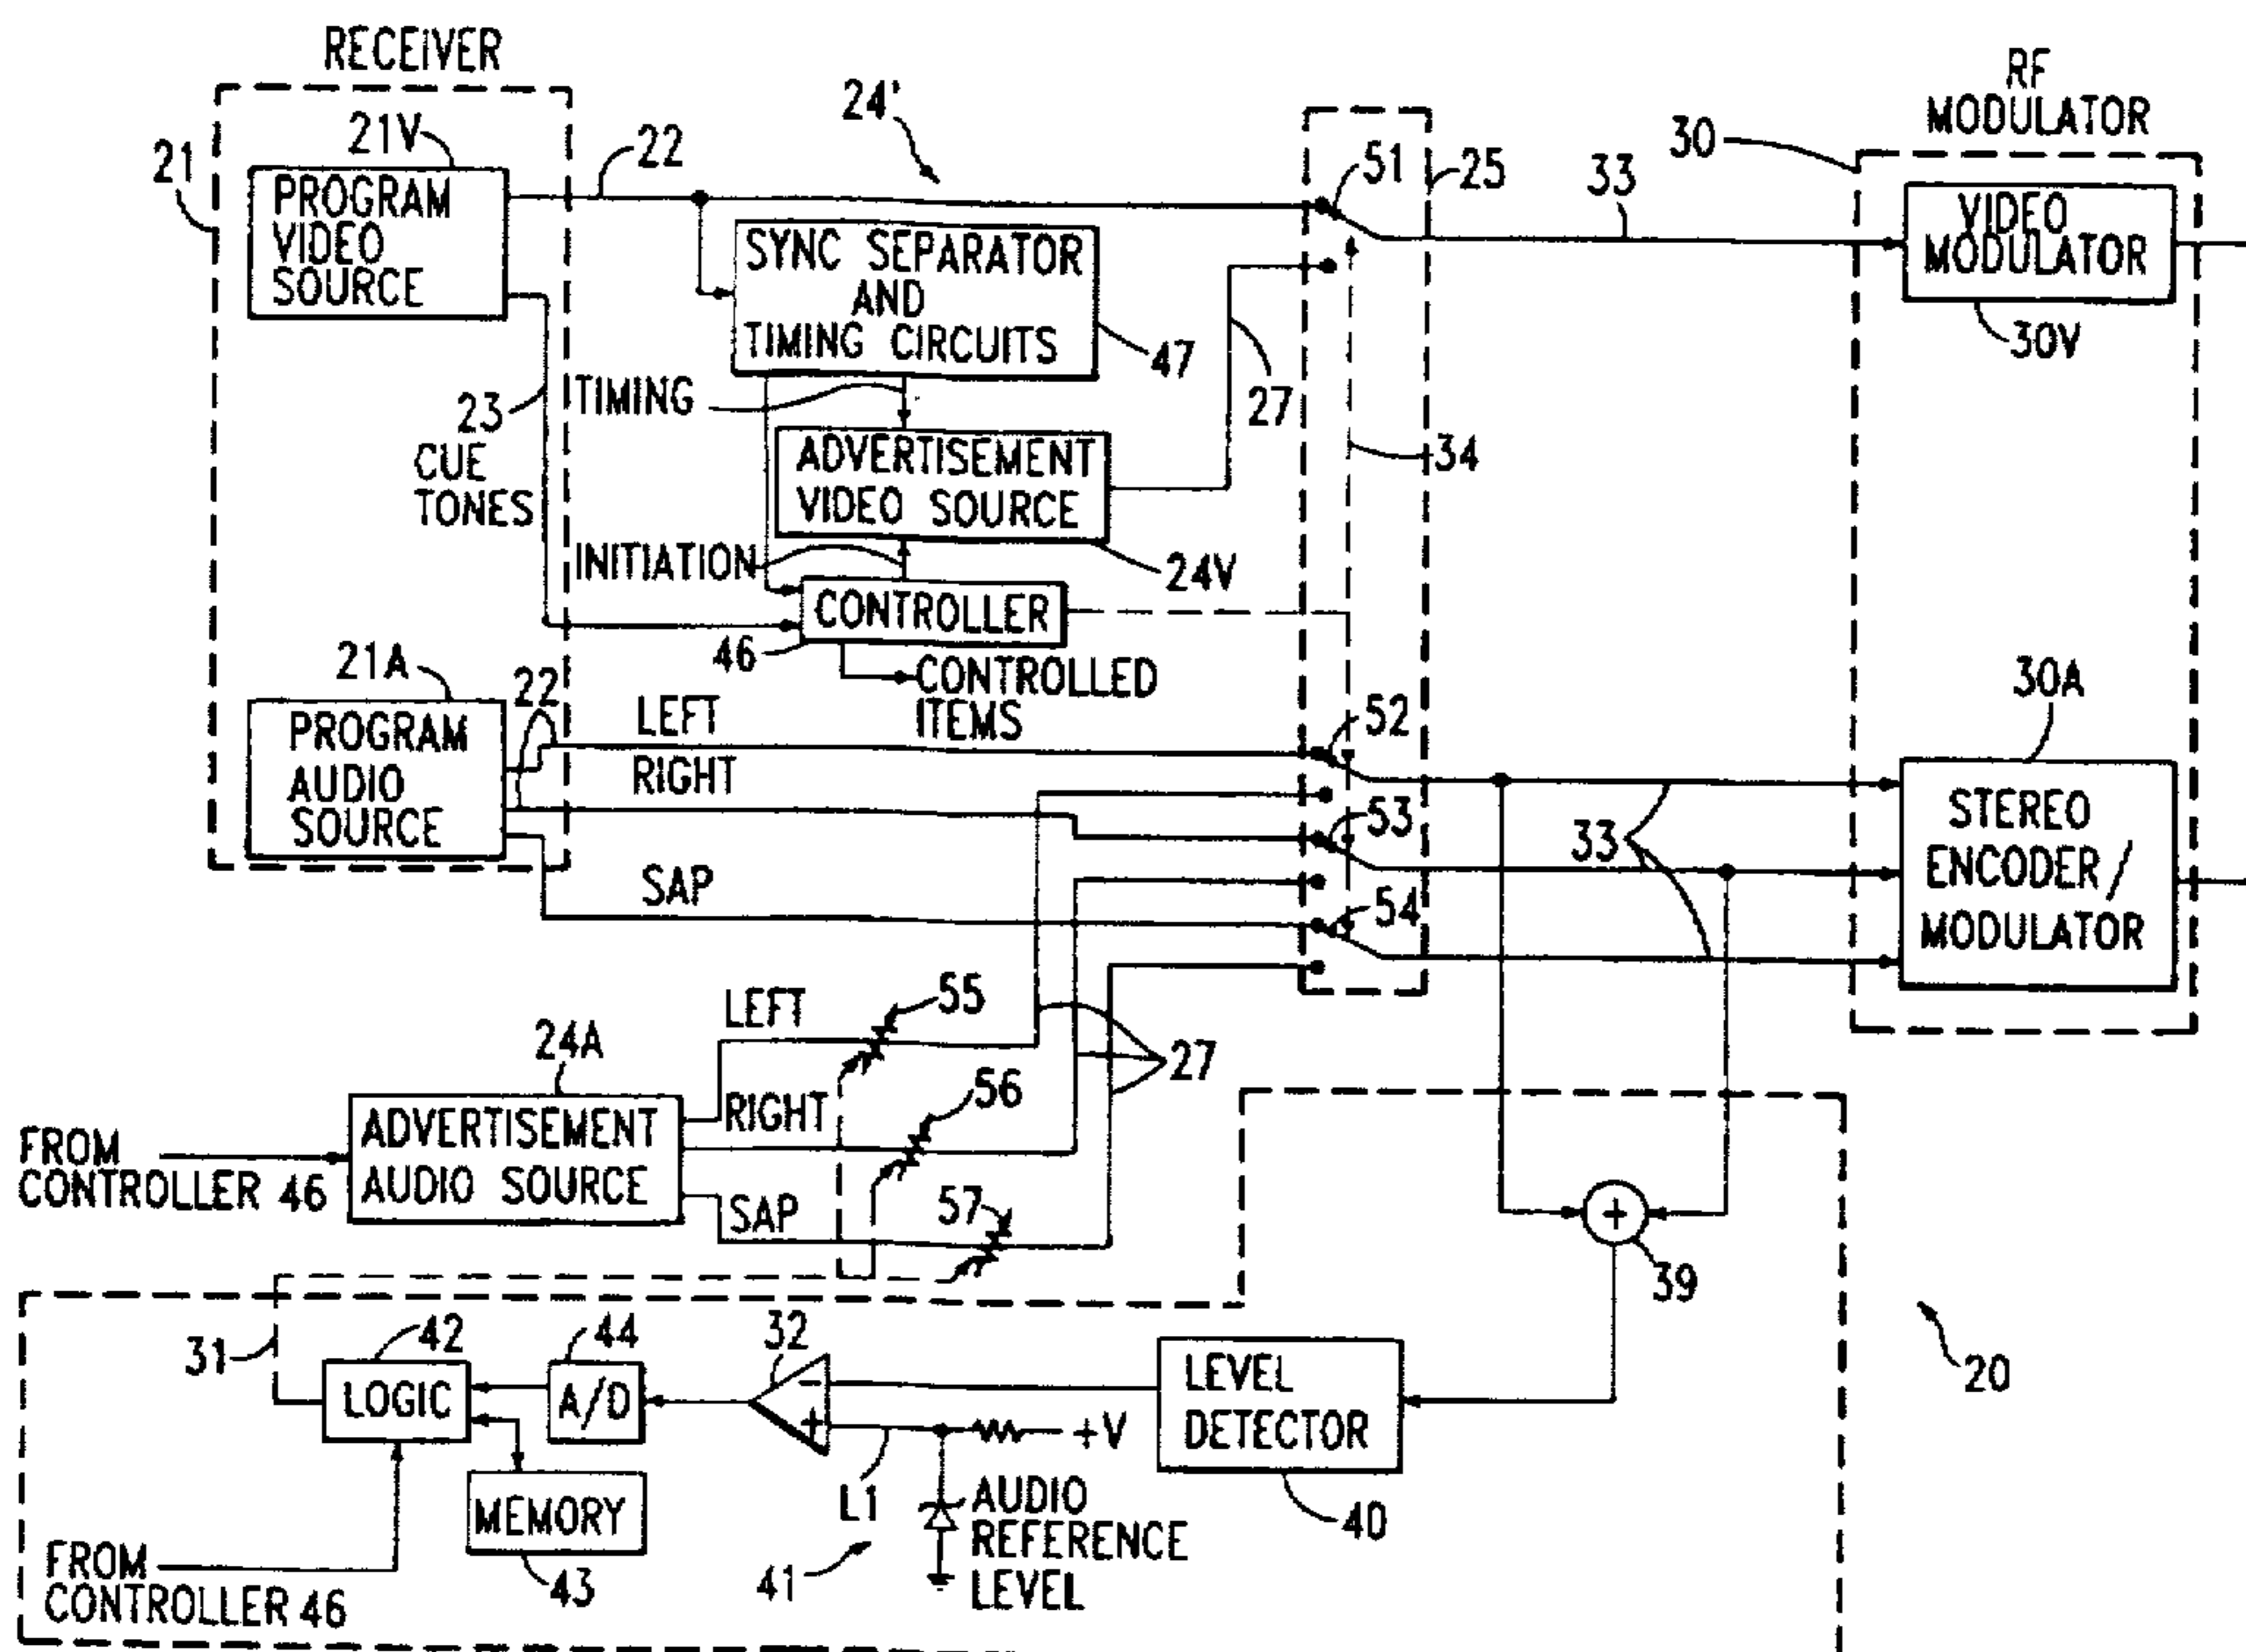 RECEIVER
RF
MODULATOR
24'
21V
22
51
25
33
30
21
PROGRAM
VIDEO
SOURCE
SYNC SEPARATOR
AND
TIMING CIRCUITS
47
VIDEO
MODULATOR
30V
23
CUE
TONES
TIMING
27
34
ADVERTISEMENT
VIDEO SOURCE
24V
INITIATION
CONTROLLER
46
CONTROLLED
ITEMS
21A
22
LEFT
RIGHT
52
30A
PROGRAM
AUDIO
SOURCE
53
33
STEREO
ENCODER/
MODULATOR
SAP
54
LEFT
55
24A
27
ADVERTISEMENT
AUDIO SOURCE
RIGHT
56
FROM
CONTROLLER 46
SAP
57
+
39
31
42
44
32
20
LOGIC
A/D
-
+
LEVEL
DETECTOR
+V
L1
AUDIO
REFERENCE
LEVEL
40
MEMORY
41
43
FROM
CONTROLLER 46